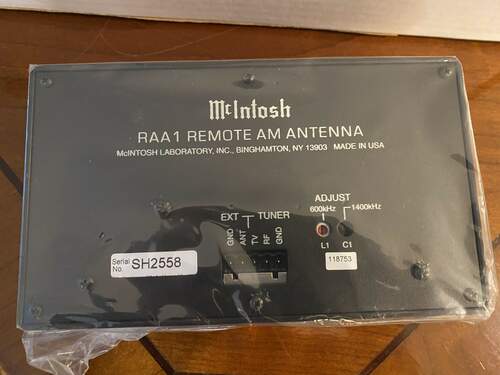 McIntosh
RAA1 REMOTE AM ANTENNA
McINTOSH LABORATORY, INC., BINGHAMTON, NY 13903 MADE IN USA
ADJUST
600kHz 1400kHz
EXT TUNER
GND ANT TV RF GND
L1 C1
118753
Serial No. SH2558